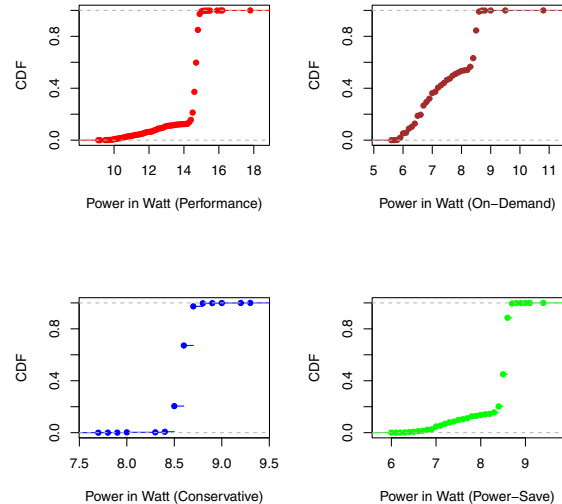 CDF
0.0 0.4 0.8
10 12 14 16 18
Power in Watt (Performance)
CDF
0.0 0.4 0.8
5 6 7 8 9 10 11
Power in Watt (On−Demand)
CDF
0.0 0.4 0.8
7.5 8.0 8.5 9.0 9.5
Power in Watt (Conservative)
CDF
0.0 0.4 0.8
6 7 8 9
Power in Watt (Power−Save)